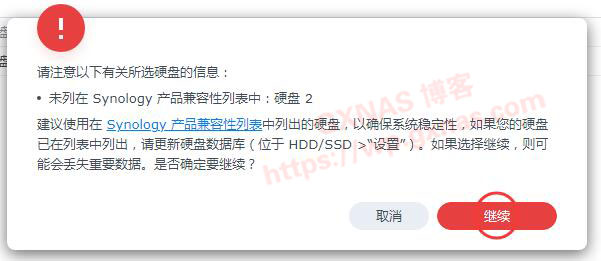 请注意以下有关所选硬盘的信息：
• 未列在 Synology 产品兼容性列表中：硬盘 2
建议使用在 Synology 产品兼容性列表中列出的硬盘，以确保系统稳定性，如果您的硬盘
已在列表中列出，请更新硬盘数据库（位于 HDD/SSD >“设置”）。如果选择继续，则可
能会丢失重要数据。是否确定要继续？
取消
继续